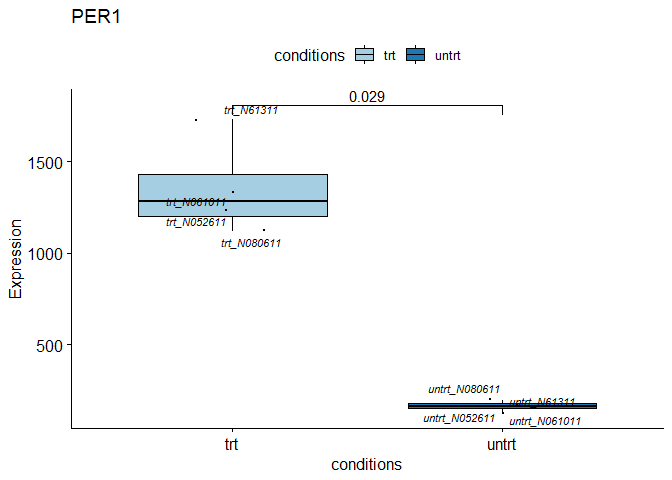 PER1
conditions trt untrt
0.029
trt_N61311
1500
trt_N061011
trt_N052611
trt_N080611
1000
Expression
500
untrt_N080611
untrt_N61311
untrt_N052611
untrt_N061011
trt untrt
conditions